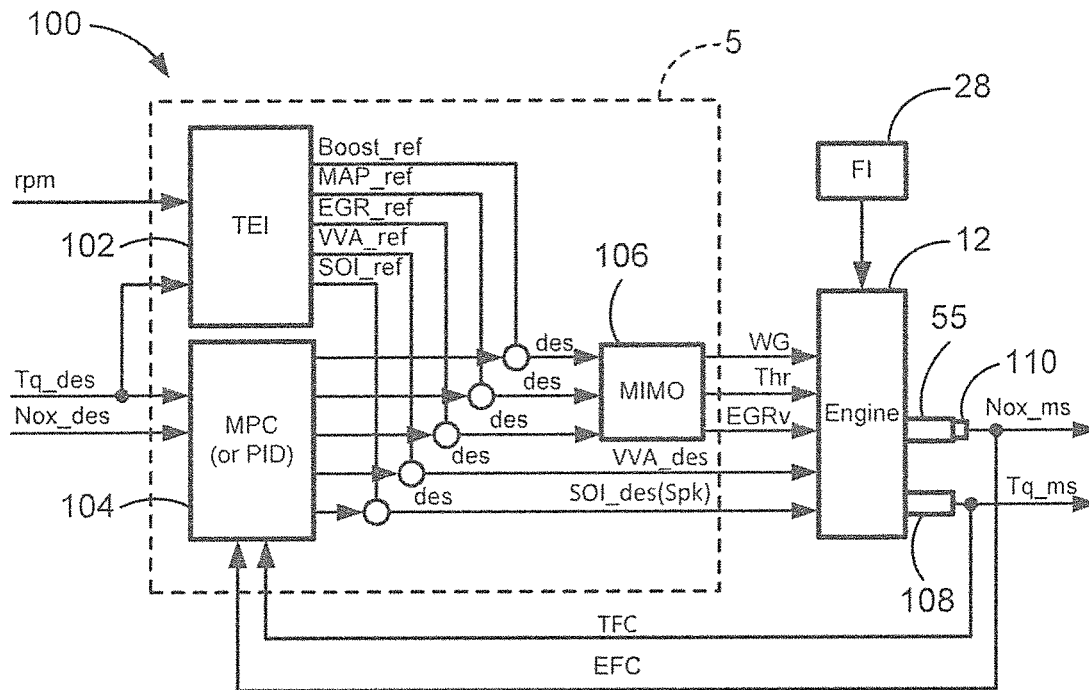 100
5
28
FI
rpm
102
TEI
Boost_ref
MAP_ref
EGR_ref
VVA_ref
SOI_ref
12
106
55
110
des
des
des
des
MIMO
WG
Thr
EGRv
VVA_des
SOI_des(Spk)
Engine
Nox_ms
Tq_ms
Tq_des
Nox_des
MPC
(or PID)
104
108
TFC
EFC